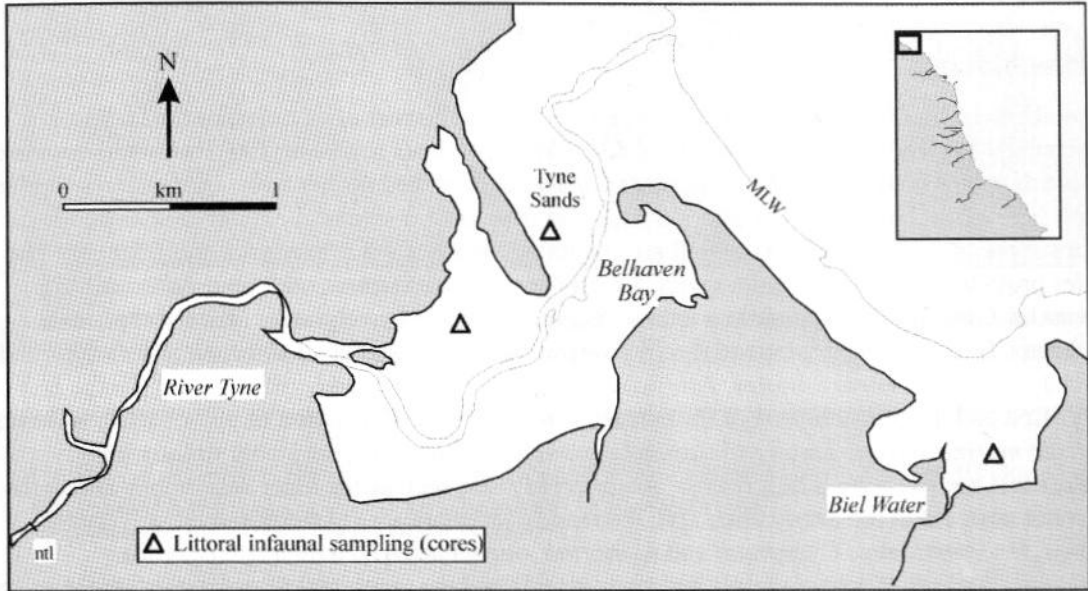 N
0 km 1
Tyne
Sands
MLW
Belhaven
Bay
River Tyne
Biel Water
ntl
Littoral infaunal sampling (cores)